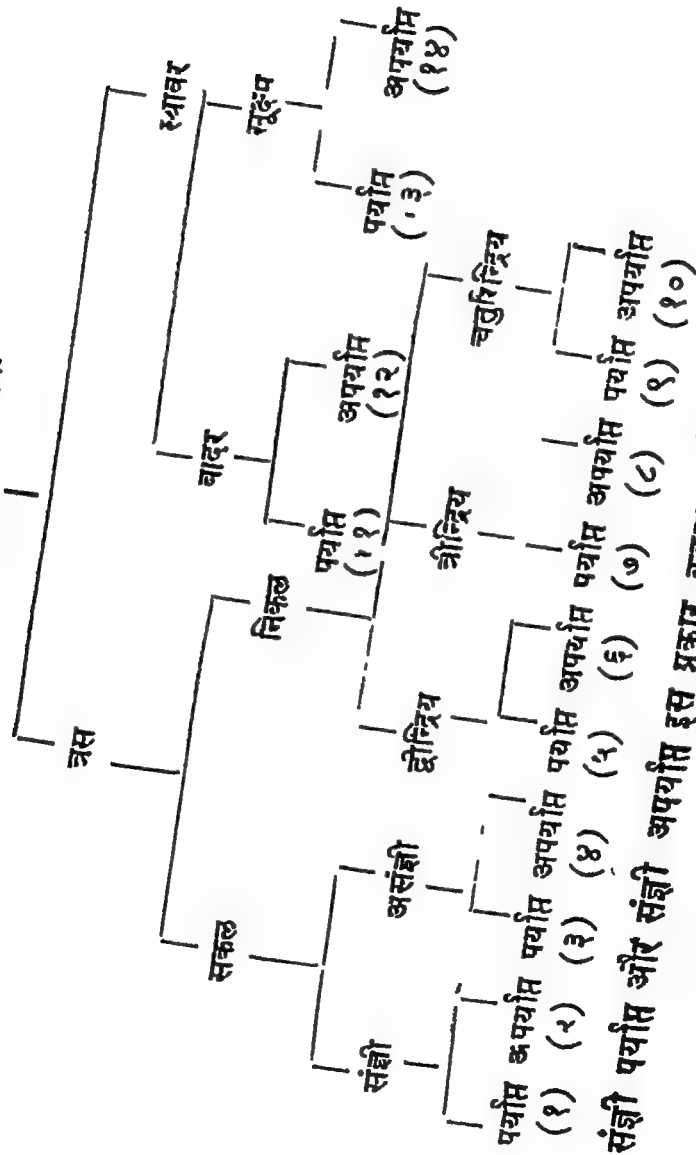 त्रस स्थावर
सकल विकल बादर सूक्ष्म
संज्ञी असंज्ञी द्वीन्द्रिय त्रीन्द्रिय चतुरिन्द्रिय
पर्याप्त (११) अपर्याप्त (१२) पर्याप्त (१३) अपर्याप्त (१४)
पर्याप्त अपर्याप्त पर्याप्त अपर्याप्त पर्याप्त अपर्याप्त पर्याप्त अपर्याप्त पर्याप्त अपर्याप्त
(१) (२) (३) (४) (५) (६) (७) (८) (९) (१०)
संज्ञी पर्याप्त और संज्ञी अपर्याप्त इस प्रकार